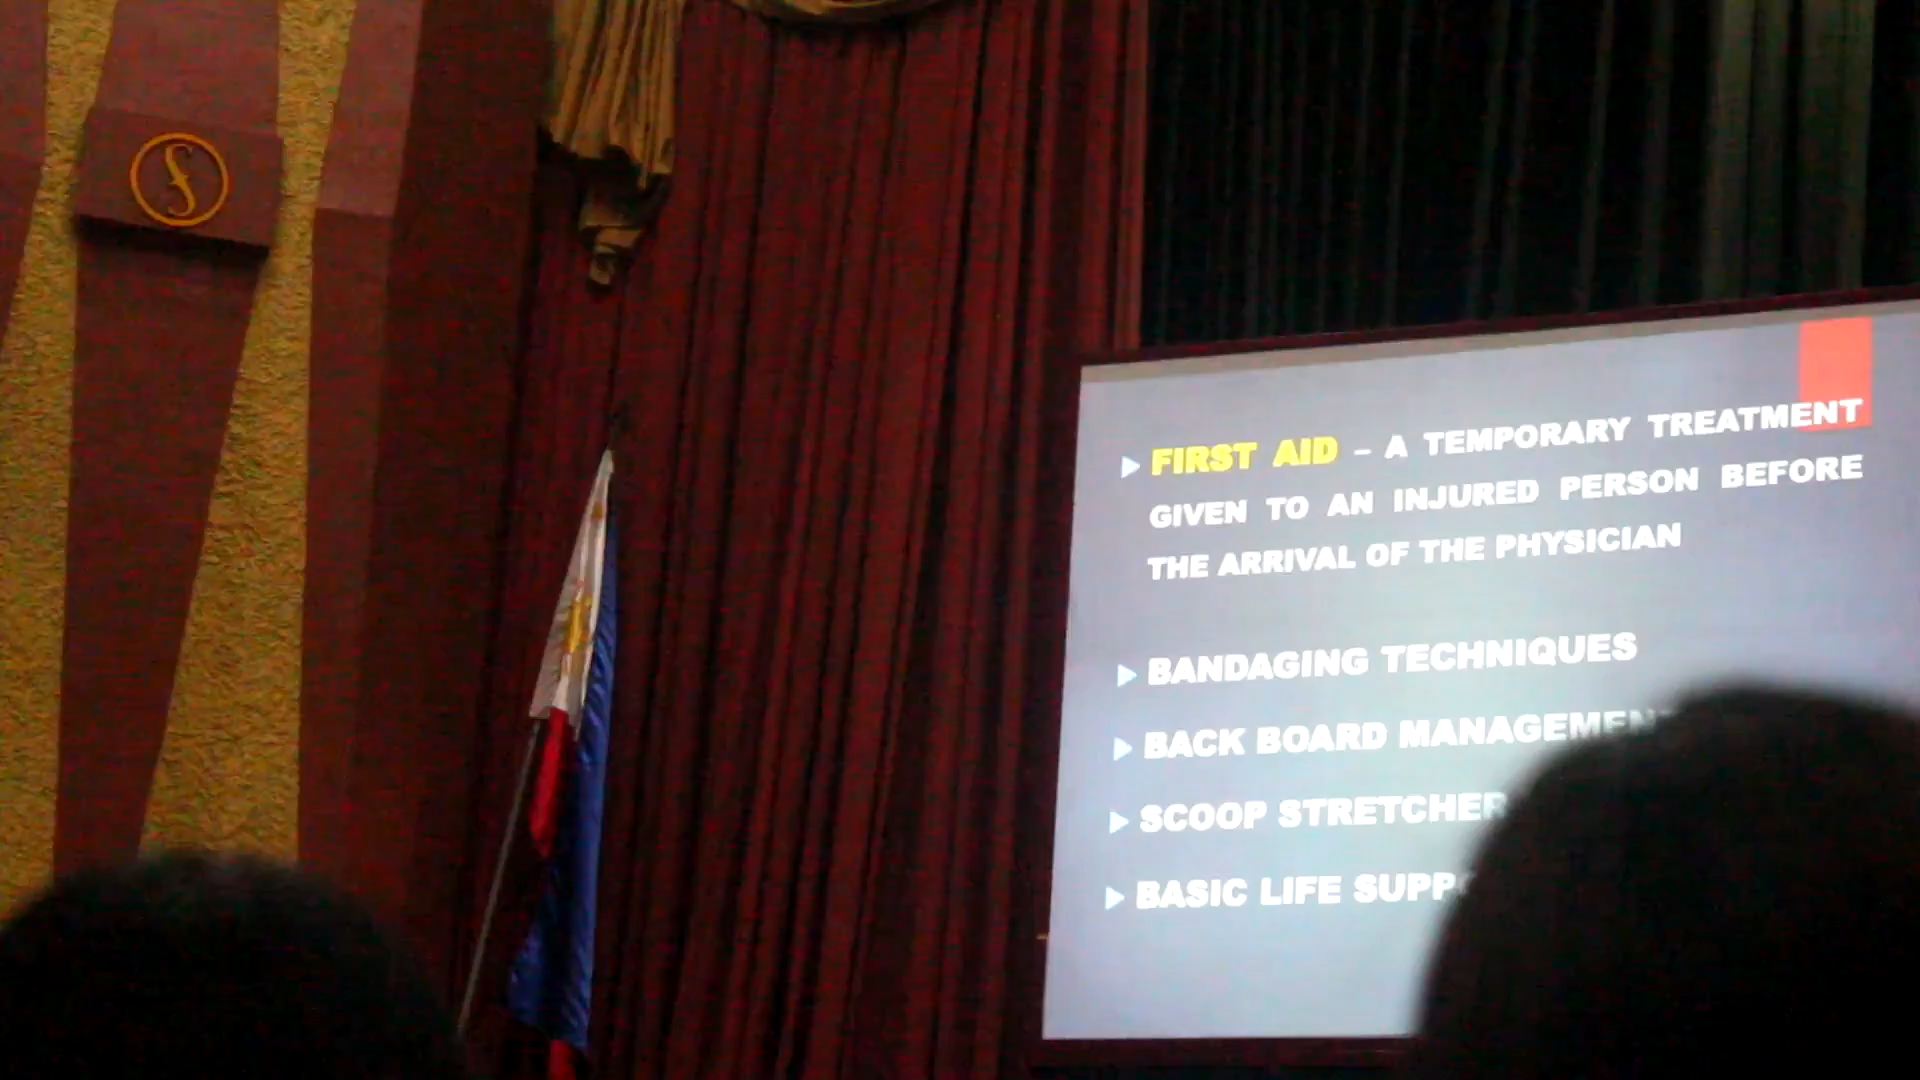 FIRST AID – A TEMPORARY TREATMENT
GIVEN TO AN INJURED PERSON BEFORE
THE ARRIVAL OF THE PHYSICIAN
BANDAGING TECHNIQUES
BACK BOARD
SCOOP STRETCHER
BASIC LIFE